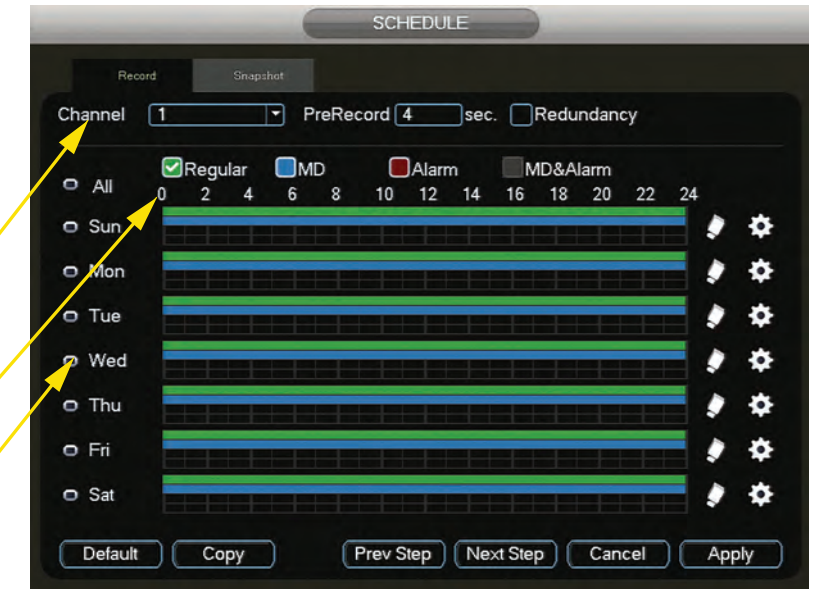 SCHEDULE
Record Snapshot
Channel 1 PreRecord 4 sec. Redundancy
All Regular MD Alarm MD&Alarm
0 2 4 6 8 10 12 14 16 18 20 22 24
Sun
Mon
Tue
Wed
Thu
Fri
Sat
Default Copy Prev Step Next Step Cancel Apply